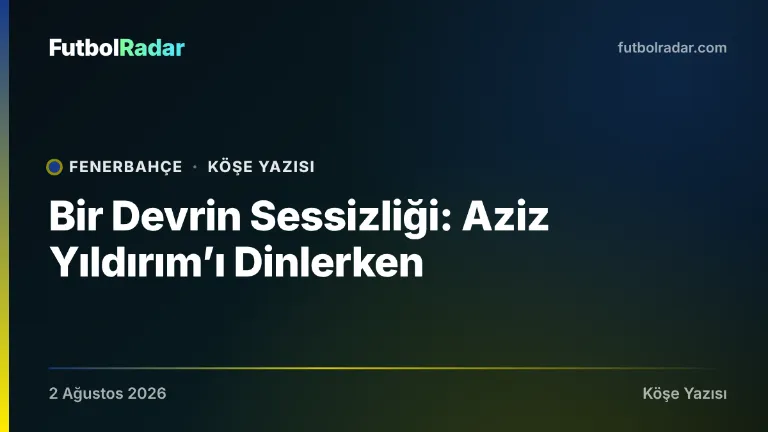 FutbolRadar
futbolradar.com
FENERBAHÇE · KÖŞE YAZISI
Bir Devrin Sessizliği: Aziz
Yıldırım’ı Dinlerken
2 Ağustos 2026
Köşe Yazısı